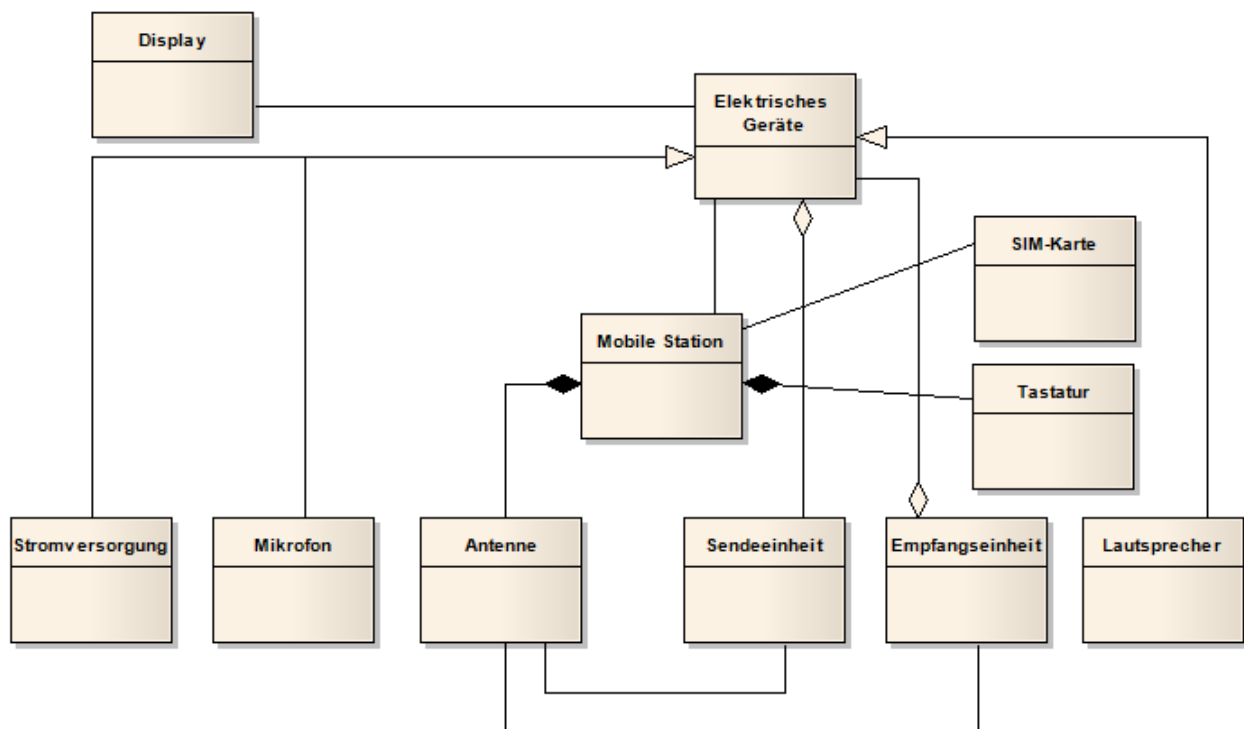 Display
Elektrisches
Geräte
SIM-Karte
Mobile Station
Tastatur
Stromversorgung
Mikrofon
Antenne
Sendeeinheit
Empfangseinheit
Lautsprecher